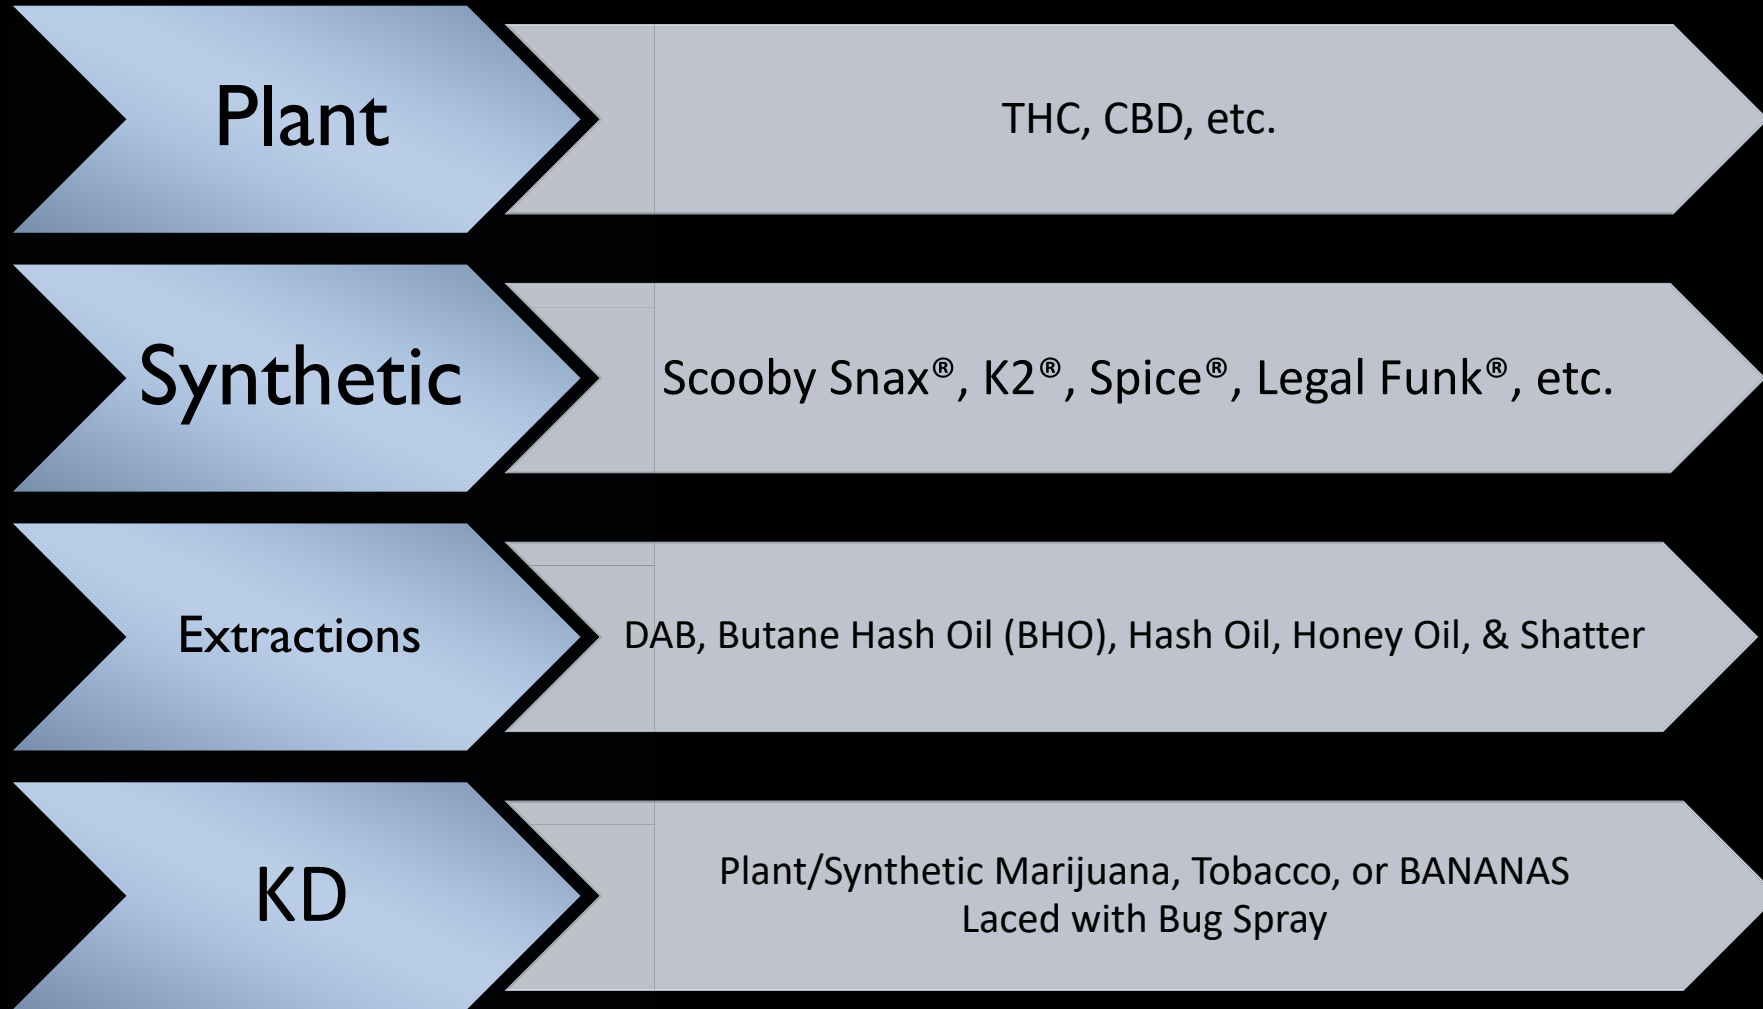 Plant
THC, CBD, etc.
Synthetic
Scooby Snax®, K2®, Spice®, Legal Funk®, etc.
Extractions
DAB, Butane Hash Oil (BHO), Hash Oil, Honey Oil, & Shatter
KD
Plant/Synthetic Marijuana, Tobacco, or BANANAS
Laced with Bug Spray